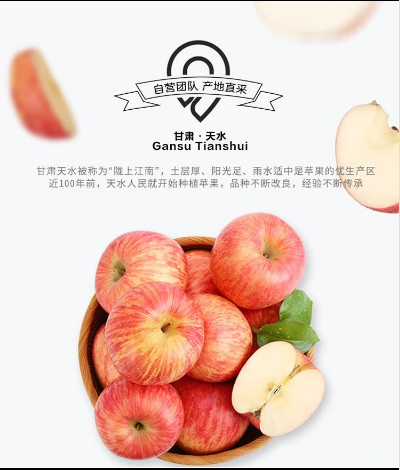 自营团队 产地直采
甘肃·天水
Gansu Tianshui
甘肃天水被称为“陇上江南”，土层厚、阳光足、雨水适中是苹果的优生产区
近100年前，天水人民就开始种植苹果，品种不断改良，经验不断传承